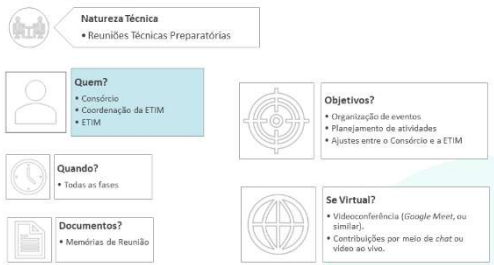 Natureza Técnica
• Reuniões Técnicas Preparatórias
Quem?
• Consórcio
• Coordenação da ETIM
• ETIM
Quando?
• Todas as fases
Documentos?
• Memórias de Reunião
Objetivos?
• Organização de eventos
• Planejamento de atividades
• Ajustes entre o Consórcio e a ETIM
Se Virtual?
• Videoconferência (Google Meet, ou
similar).
• Contribuições por meio de chat ou
vídeo ao vivo.